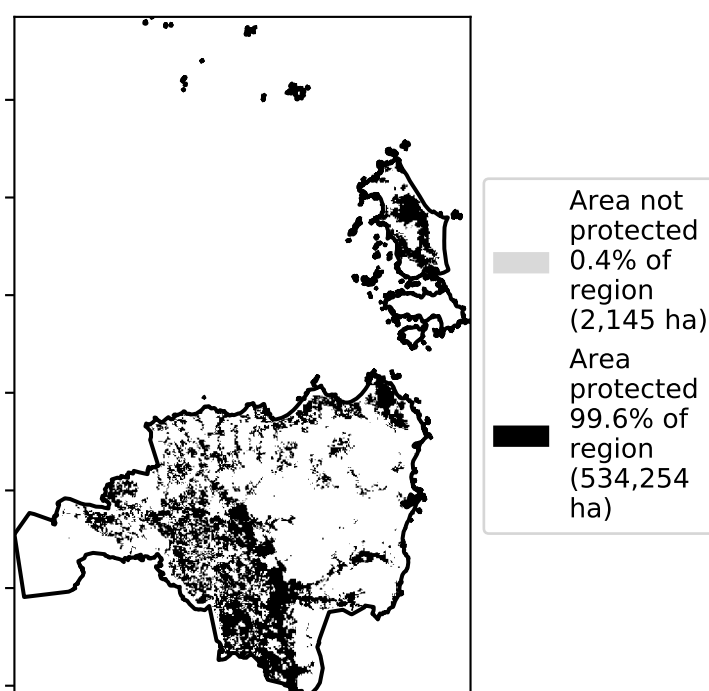 Area not
protected
0.4% of
region
(2,145 ha)
Area
protected
99.6% of
region
(534,254
ha)